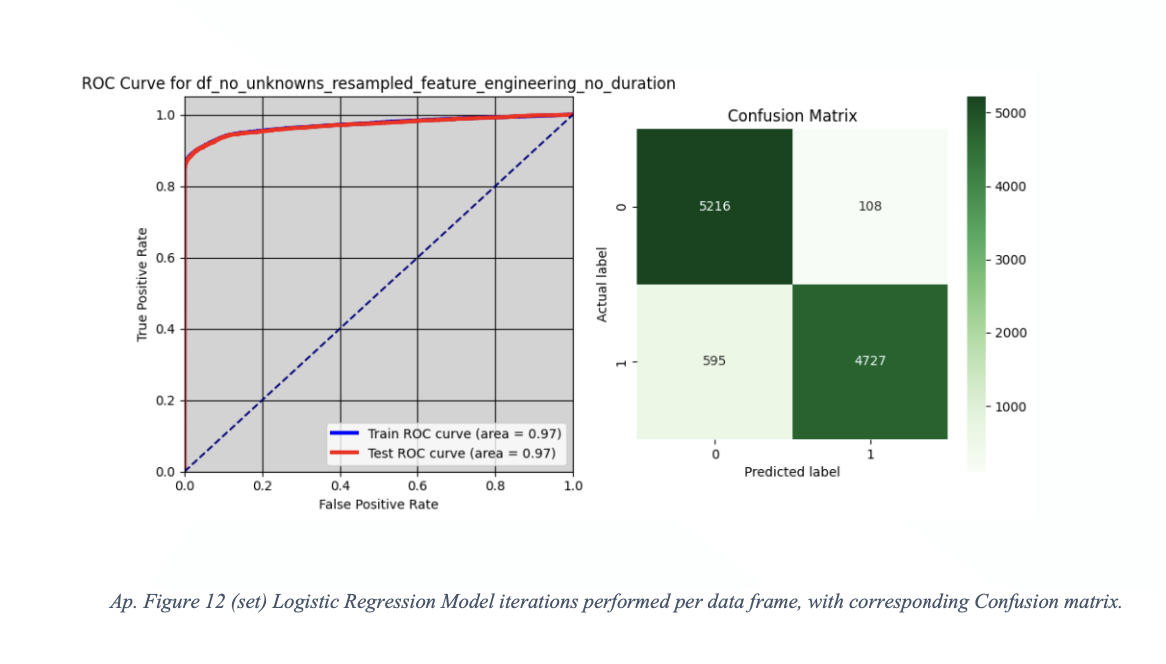 ROC Curve for df_no_unknowns_resampled_feature_engineering_no_duration
1.0
0.8
0.6
0.4
0.2
0.0
True Positive Rate
0.0 0.2 0.4 0.6 0.8 1.0
False Positive Rate
Train ROC curve (area = 0.97)
Test ROC curve (area = 0.97)
Confusion Matrix
Actual label
0
5216 108
1
595 4727
0 1
Predicted label
5000
4000
3000
2000
1000
Ap. Figure 12 (set) Logistic Regression Model iterations performed per data frame, with corresponding Confusion matrix.